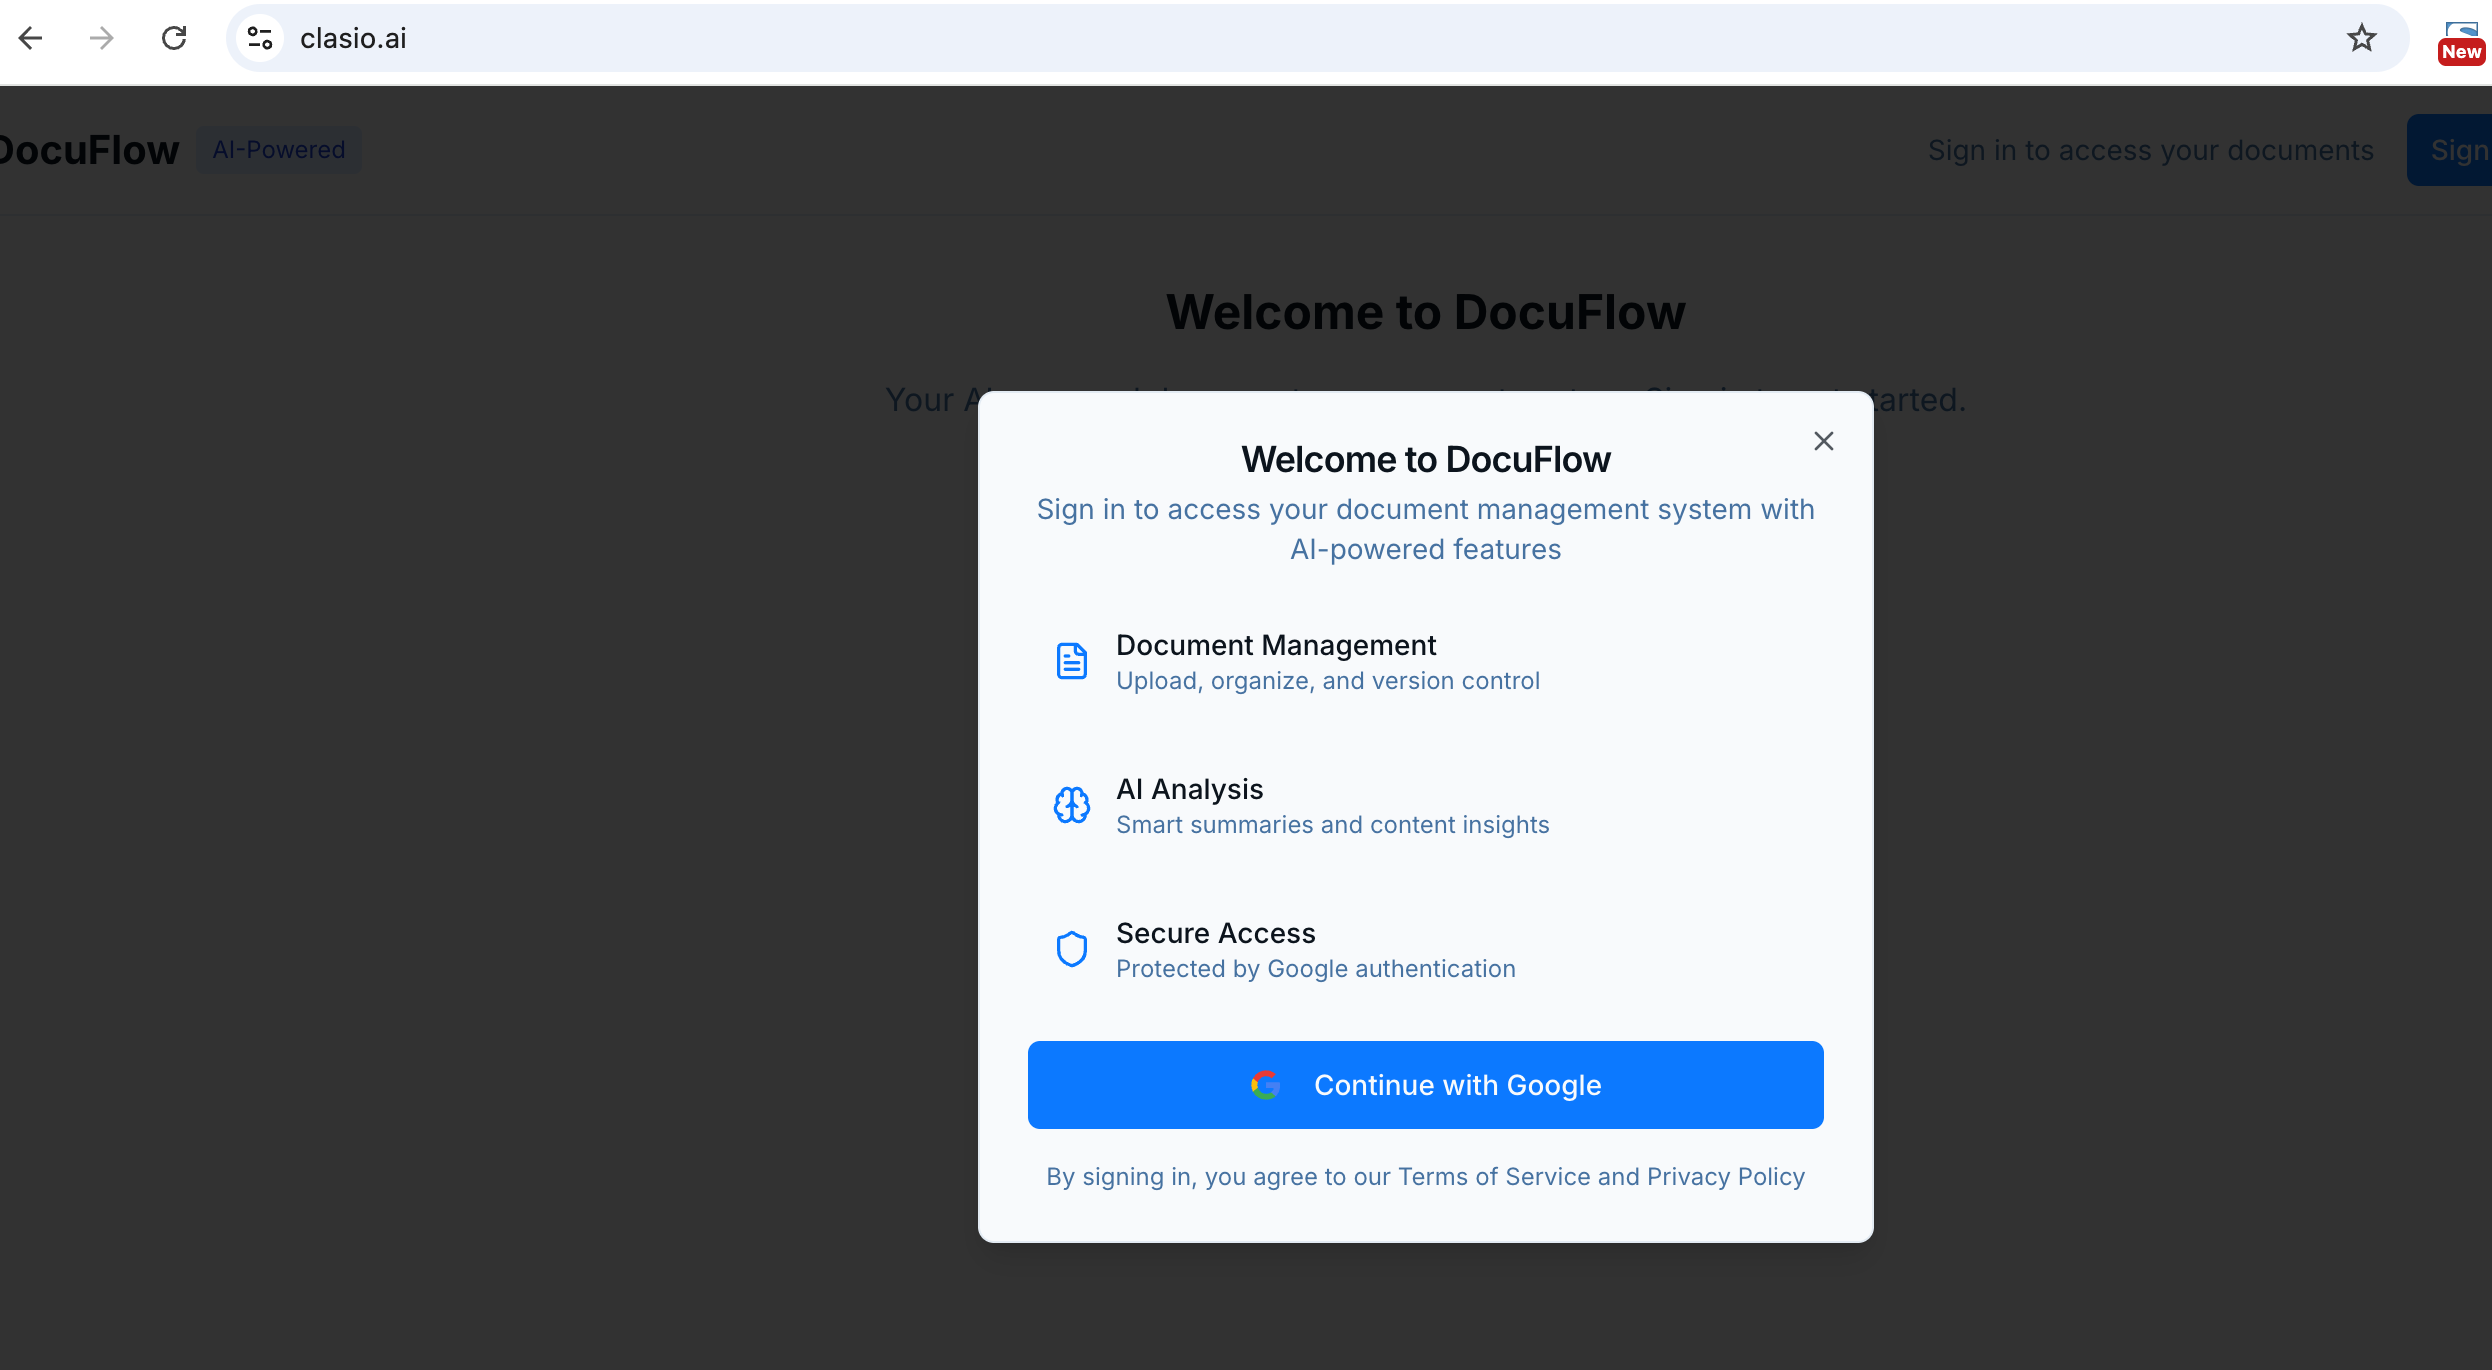 clasio.ai
New
DocuFlow
AI-Powered
Sign in to access your documents
Sign
Welcome to DocuFlow
Your
Welcome to DocuFlow
Sign in to access your document management system with
AI-powered features
Document Management
Upload, organize, and version control
AI Analysis
Smart summaries and content insights
Secure Access
Protected by Google authentication
Continue with Google
By signing in, you agree to our Terms of Service and Privacy Policy